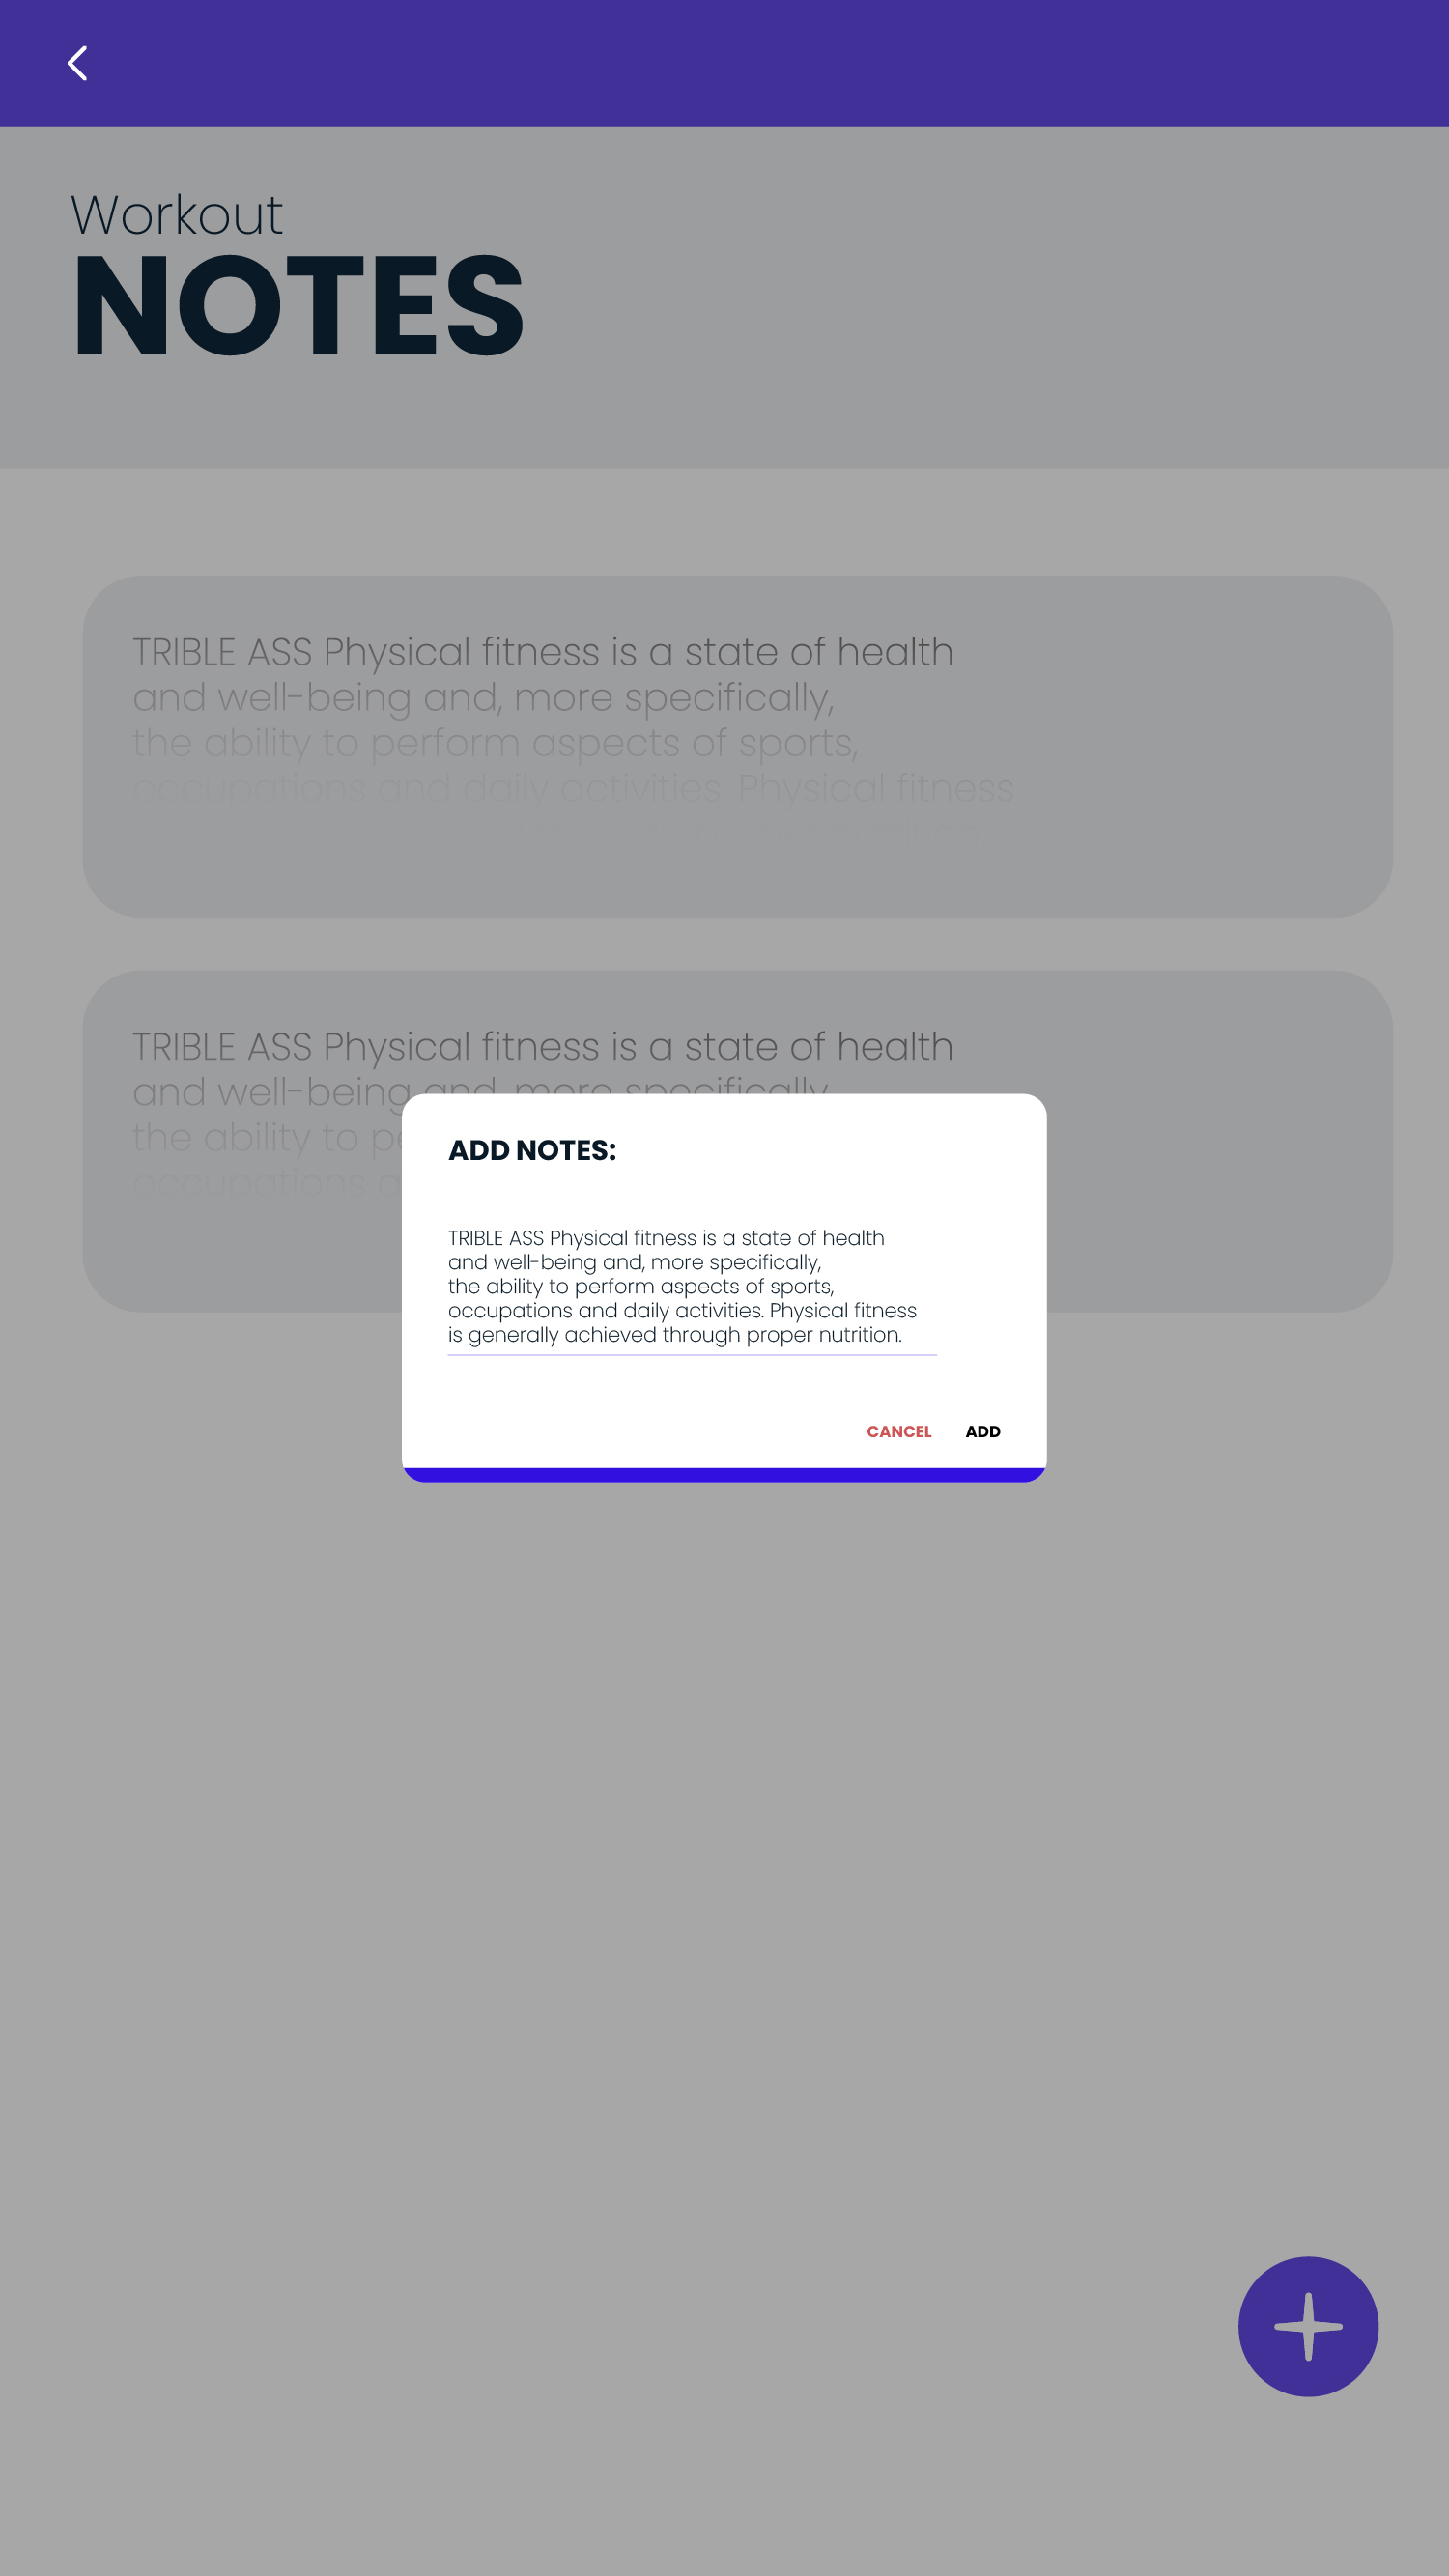 Workout
NOTES
TRIBLE ASS Physical fitness is a state of health
and well-being and, more specifically,
the ability to perform aspects of sports,
occupations and daily activities. Physical fitness
TRIBLE ASS Physical fitness is a state of health
and well-being and, more specifically,
the ability to
occupations
ADD NOTES:
TRIBLE ASS Physical fitness is a state of health
and well-being and, more specifically,
the ability to perform aspects of sports,
occupations and daily activities. Physical fitness
is generally achieved through proper nutrition.
CANCEL ADD